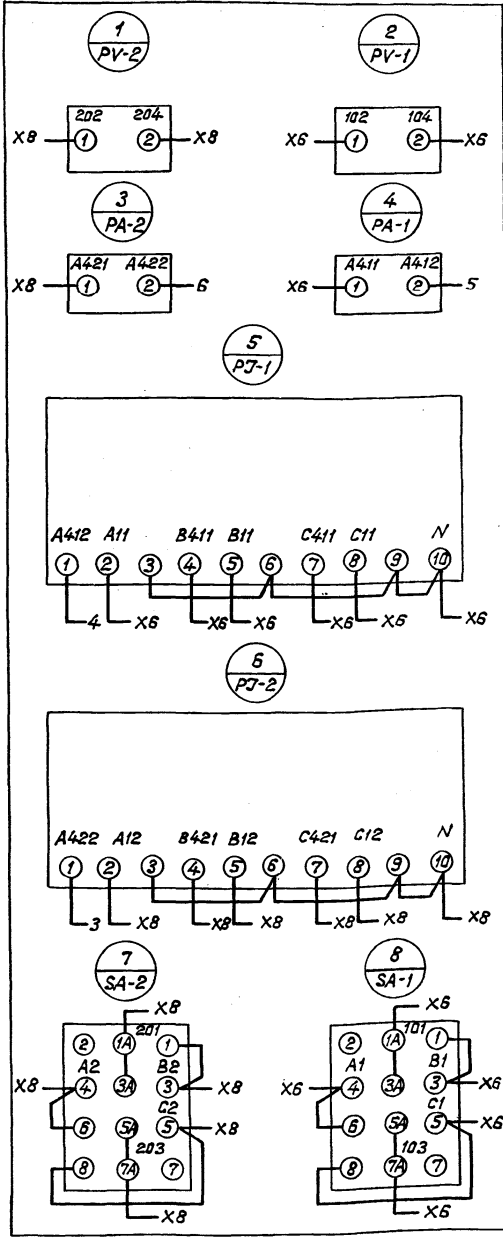 1 2
PV-2 PV-1
202 204 102 104
X8 1 2 X8 X6 1 2 X6
3 4
PA-2 PA-1
A421 A422 A411 A412
X8 1 2 6 X6 1 2 5
5
PJ-1
A412 A11 B411 B11 C411 C11 N
1 2 3 4 5 6 7 8 9 10
4 X6 X6 X6 X6 X6 X6
6
PJ-2
A422 A12 B421 B12 C421 C12 N
1 2 3 4 5 6 7 8 9 10
3 X8 X8 X8 X8 X8 X8
7 8
SA-2 SA-1
X8 X6
201 101
2 1A 1 2 1A 1
A2 B2 A1 B1
X8 4 3A 3 X8 X6 4 3A 3 X6
C2 C1
6 5A 5 X8 6 5A 5 X6
203 103
8 7A 7 8 7A 7
X8 X6